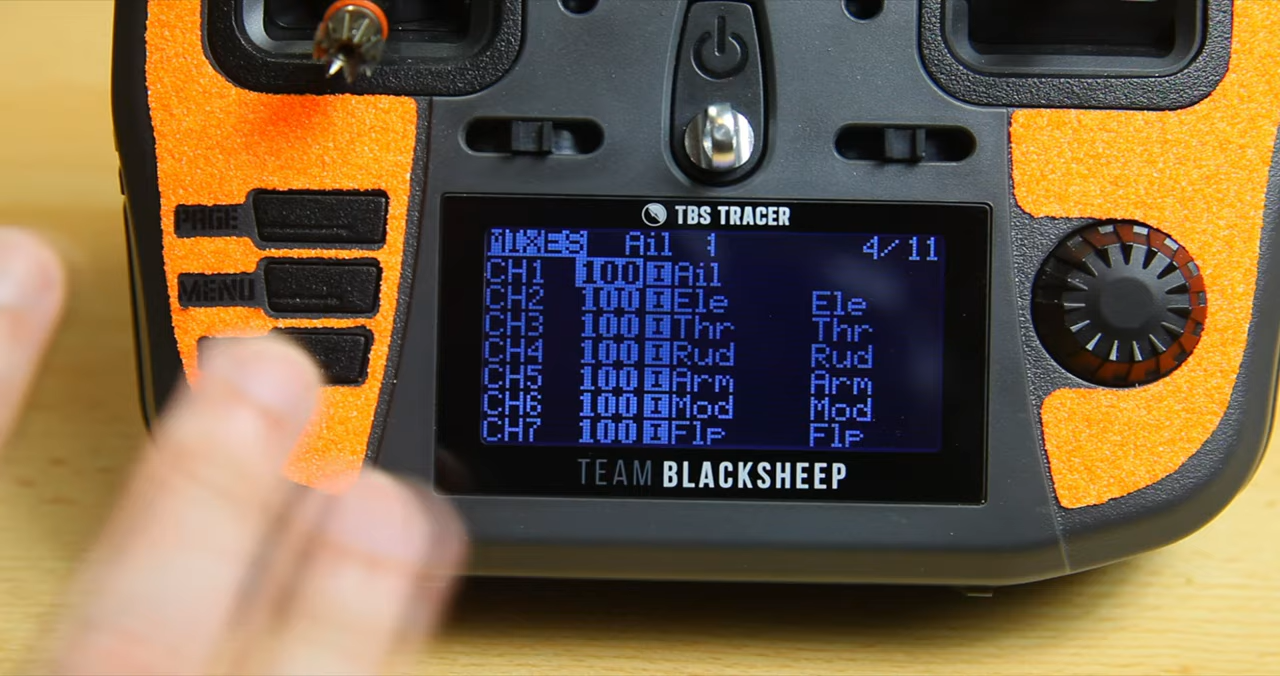 TBS TRACER
MIXES Ail 4/11
CH1 100 Ail
CH2 100 Ele Ele
CH3 100 Thr Thr
CH4 100 Rud Rud
CH5 100 Arm Arm
CH6 100 Mod Mod
CH7 100 Flp Flp
TEAM BLACKSHEEP
PAGE
MENU